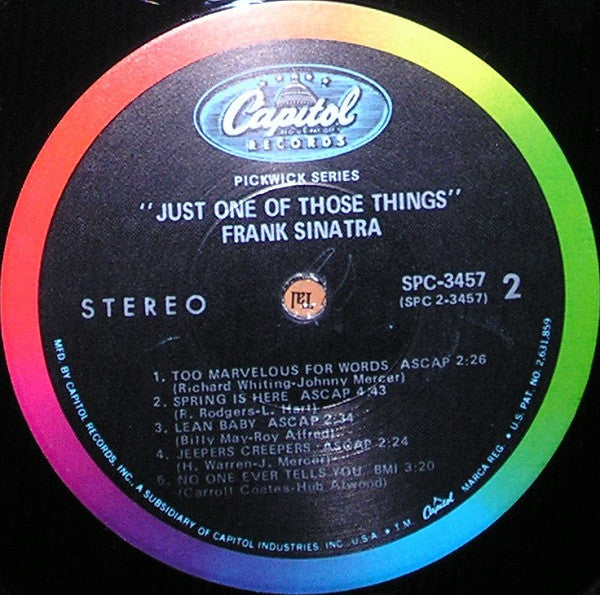 Capitol
REG. U.S. PAT. OFF.
RECORDS
PICKWICK SERIES
"JUST ONE OF THOSE THINGS"
FRANK SINATRA
STEREO
SPC-3457
(SPC 2-3457)
2
1. TOO MARVELOUS FOR WORDS ASCAP 2:26
(Richard Whiting-Johnny Mercer)
2. SPRING IS HERE ASCAP 4:43
(R. Rodgers-L. Hart)
3. LEAN BABY ASCAP 2:34
(Billy May-Roy Alfred)
4. JEEPERS CREEPERS ASCAP 2:24
(H. Warren-J. Mercer)
5. NO ONE EVER TELLS YOU BMI 3:20
(Carroll Coates-Hub Atwood)
MFD. BY CAPITOL RECORDS, INC., A SUBSIDIARY OF CAPITOL INDUSTRIES, INC., U.S.A. • T.M. Capitol MARCA REG. • U.S. PAT. NO. 2,631,859